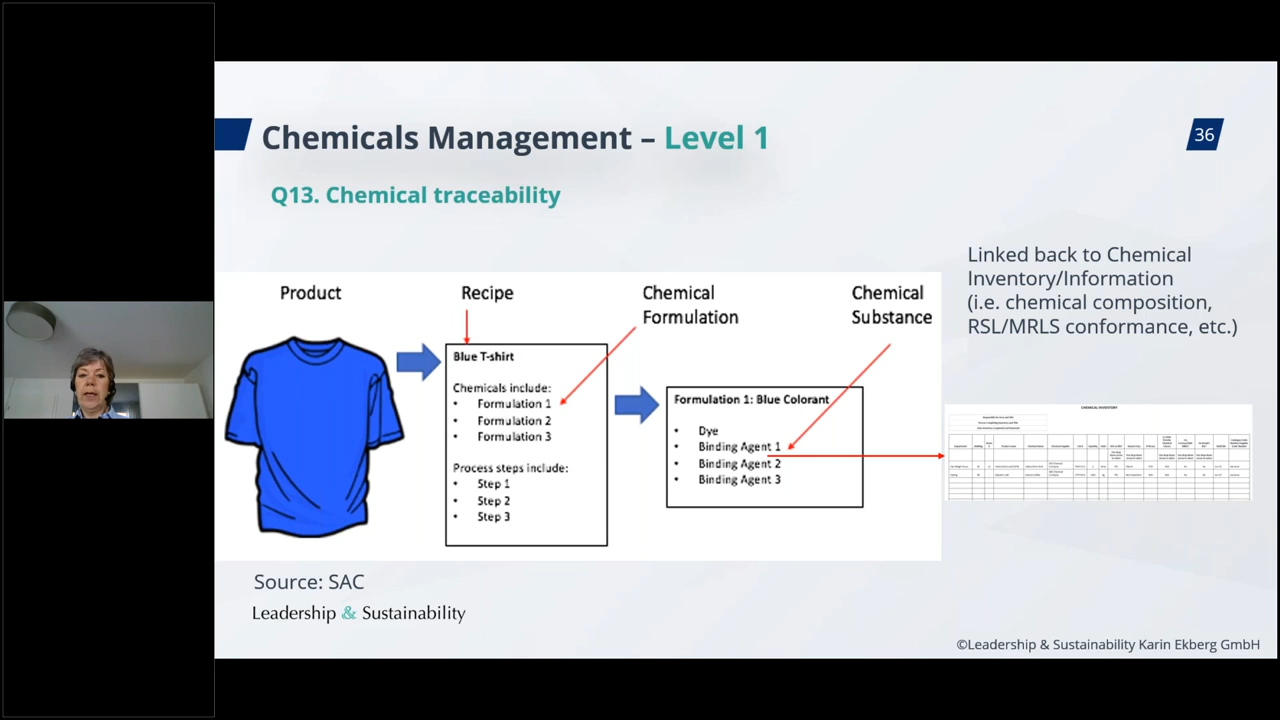 Chemicals Management – Level 1
36
Q13. Chemical traceability
Product
Recipe
Chemical
Formulation
Chemical
Substance
Linked back to Chemical
Inventory/Information
(i.e. chemical composition,
RSL/MRLS conformance, etc.)
Blue T-shirt
Chemicals include:
• Formulation 1
• Formulation 2
• Formulation 3
Process steps include:
• Step 1
• Step 2
• Step 3
Formulation 1: Blue Colorant
• Dye
• Binding Agent 1
• Binding Agent 2
• Binding Agent 3
CHEMICAL INVENTORY
Source: SAC
Leadership & Sustainability
©Leadership & Sustainability Karin Ekberg GmbH